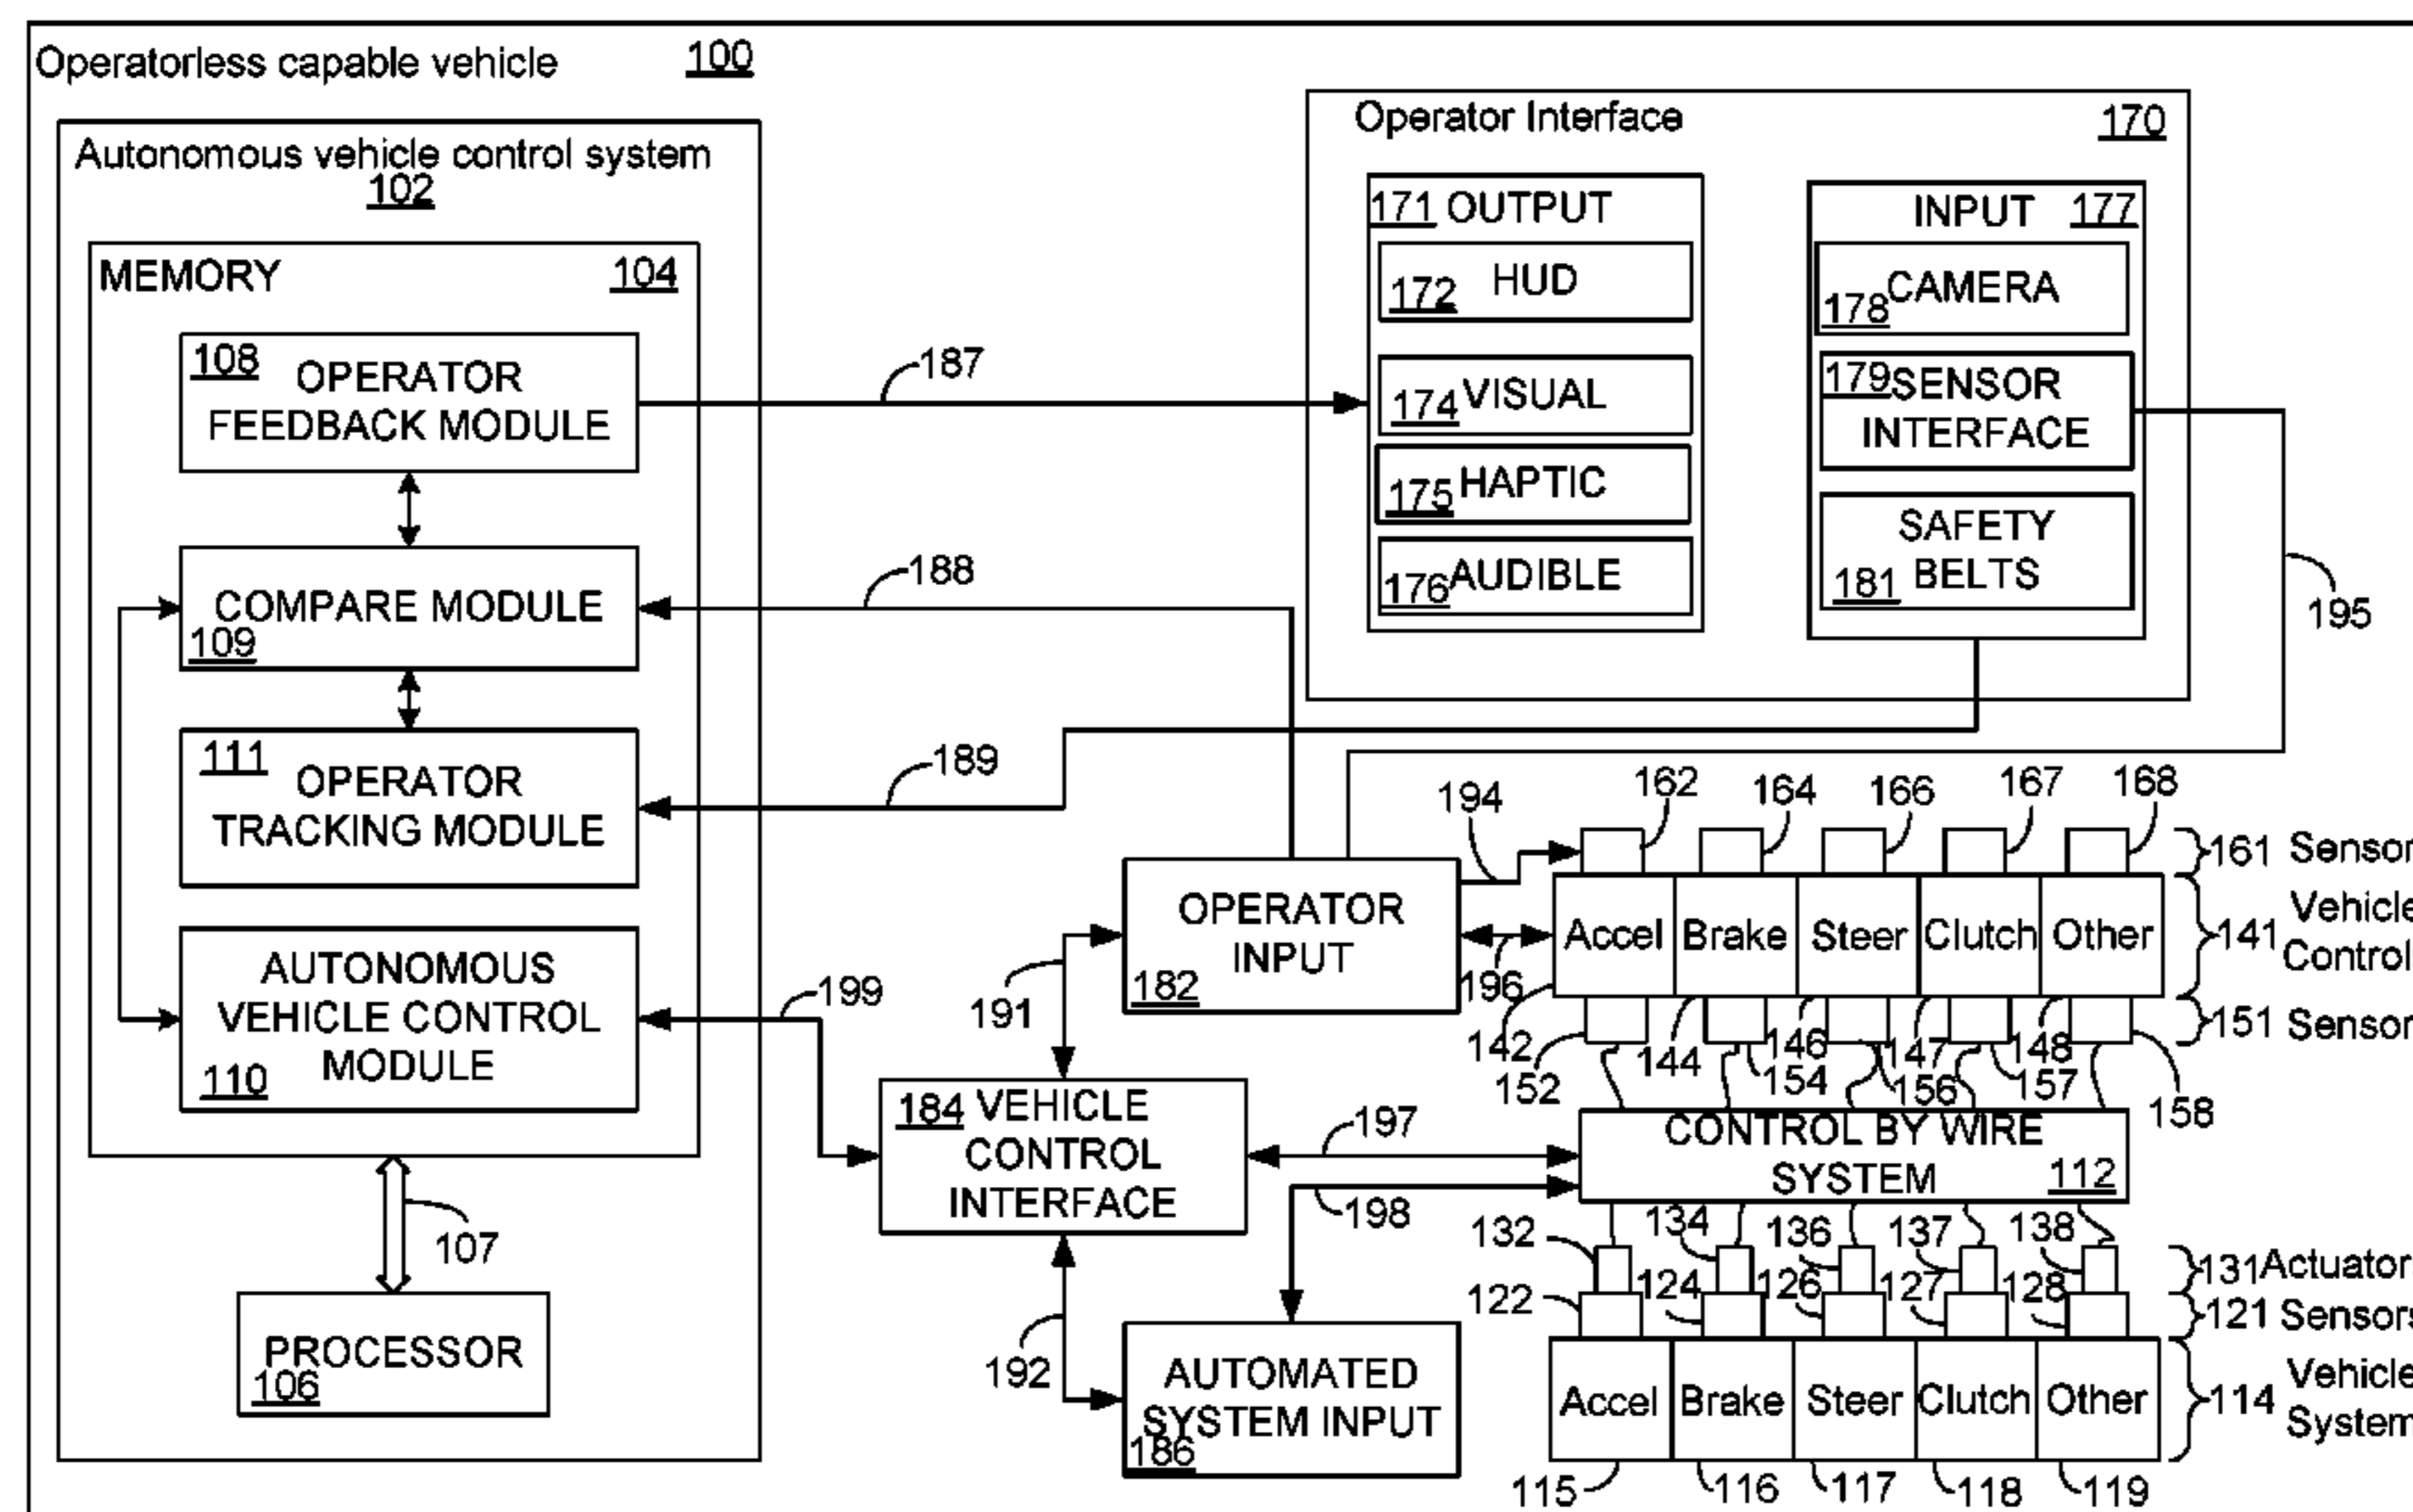 Operatorless capable vehicle 100
Autonomous vehicle control system
102
MEMORY 104
108
OPERATOR
FEEDBACK MODULE
COMPARE MODULE
109
111
OPERATOR
TRACKING MODULE
AUTONOMOUS
VEHICLE CONTROL
MODULE
110
107
PROCESSOR
106
187
188
189
199
Operator Interface 170
171 OUTPUT
HUD
172
174 VISUAL
175 HAPTIC
176 AUDIBLE
INPUT 177
178 CAMERA
179 SENSOR
INTERFACE
SAFETY
181 BELTS
195
OPERATOR
INPUT
182
191
194
196
184 VEHICLE
CONTROL
INTERFACE
192
197
198
AUTOMATED
SYSTEM INPUT
186
162 164 166 167 168
161 Sensor
Accel Brake Steer Clutch Other
141
Vehicle
Control
151 Sensor
142 144 146 147 148
152 154 156 157 158
CONTROL BY WIRE
SYSTEM 112
132 134 136 137 138
131 Actuator
122 124 126 127 128
121 Sensors
Accel Brake Steer Clutch Other
114
Vehicle
System
115 116 117 118 119